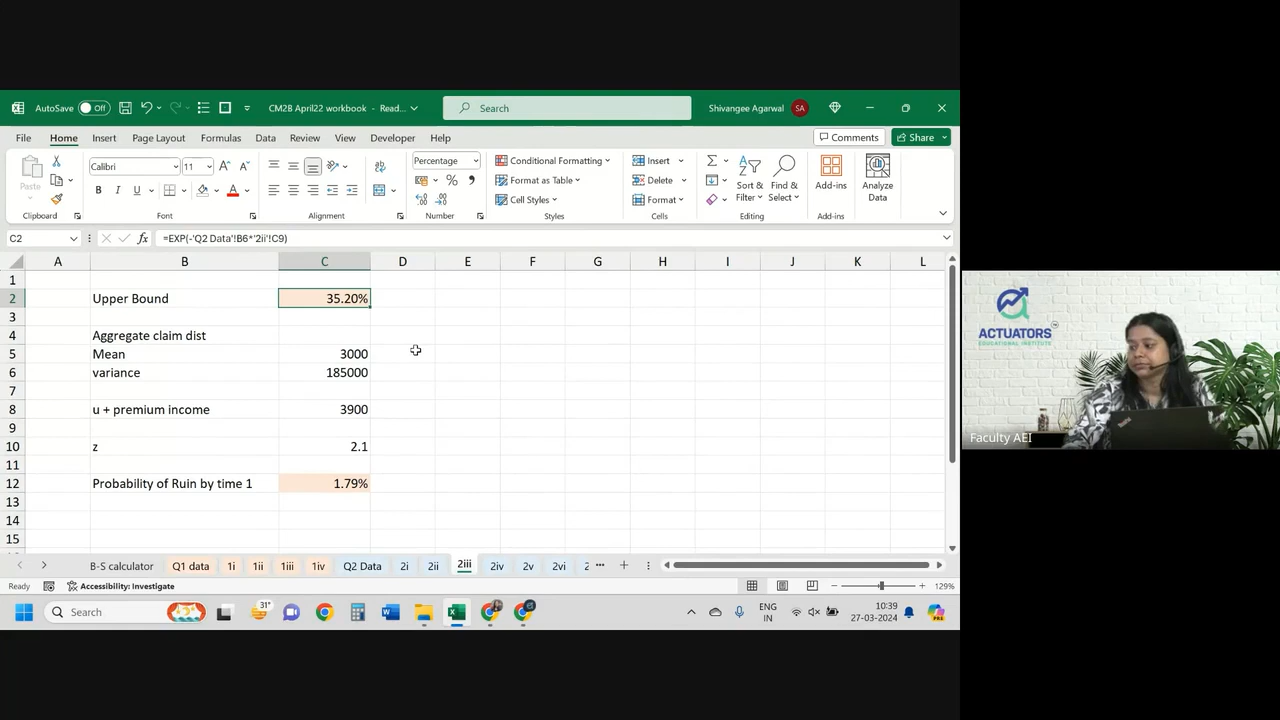 AutoSave Off CM2B April22 workbook - Read... Search Shivangee Agarwal SA
File Home Insert Page Layout Formulas Data Review View Developer Help Comments Share
Paste Calibri 11 A A ab Percentage Conditional Formatting Insert Sort & Filter Find & Select Add-ins Analyze Data
B I U A % , Format as Table Delete
Cell Styles Format
Clipboard Font Alignment Number Styles Cells Editing Add-ins
C2 fx =EXP(-'Q2 Data'!B6*'2ii'!C9)
A B C D E F G H I J K L
1
2 Upper Bound 35.20%
3
4 Aggregate claim dist
5 Mean 3000
6 variance 185000
7
8 u + premium income 3900
9
10 z 2.1
11
12 Probability of Ruin by time 1 1.79%
13
14
15
B-S calculator Q1 data 1i 1ii 1iii 1iv Q2 Data 2i 2ii 2iii 2iv 2v 2vi 2 ...
Ready Accessibility: Investigate 129%
Search 31° ENG IN 10:39 27-03-2024
ACTUATORS
EDUCATIONAL INSTITUTE
Faculty AEI